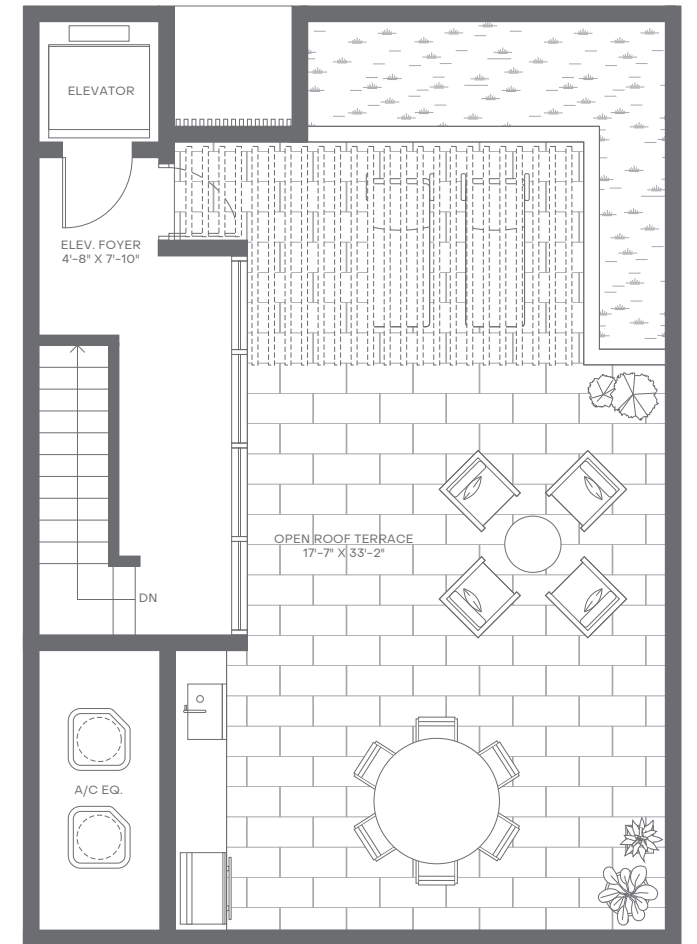 ELEVATOR
ELEV. FOYER
4'-8" X 7'-10"
OPEN ROOF TERRACE
17'-7" X 33'-2"
DN
A/C EQ.